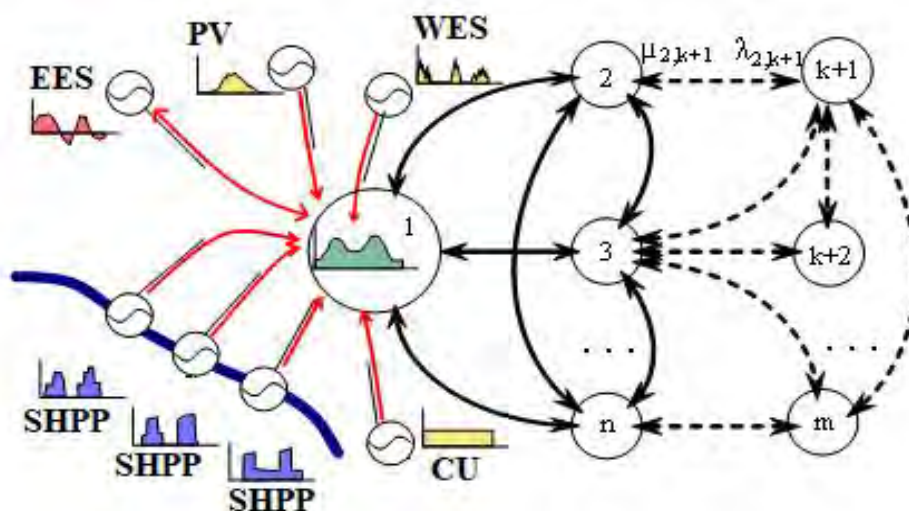 WES
PV
EES
2
μ2,k+1
λ2,k+1
k+1
1
3
k+2
. . .
. . .
n
m
SHPP
SHPP
SHPP
CU